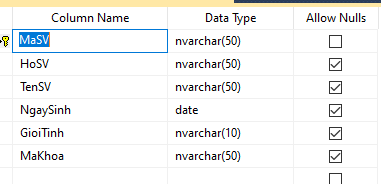 Column Name Data Type Allow Nulls
MaSV nvarchar(50)
HoSV nvarchar(50)
TenSV nvarchar(50)
NgaySinh date
GioiTinh nvarchar(10)
MaKhoa nvarchar(50)